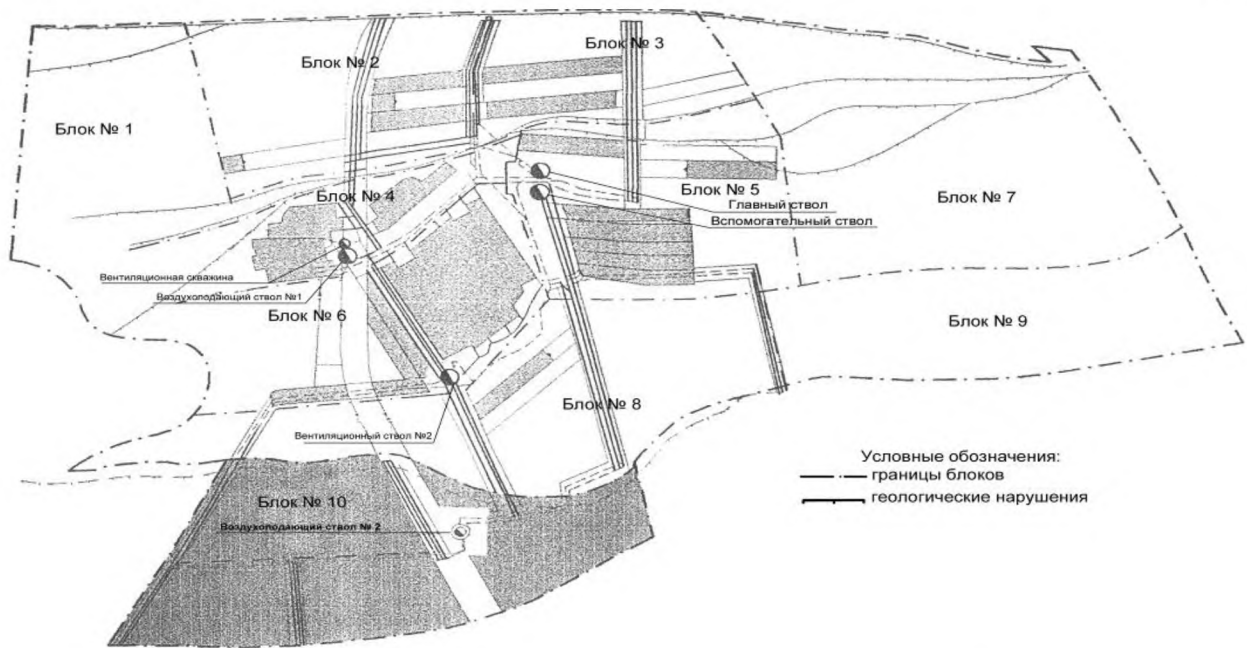 Блок № 3
Блок № 2
Блок № 1
Блок № 4
Блок № 5
Блок № 7
Главный ствол
Вспомогательный ствол
Вентиляционная скважина
Воздухоподающий ствол №1
Блок № 6
Блок № 9
Блок № 8
Вентиляционный ствол №2
Условные обозначения:
границы блоков
геологические нарушения
Блок № 10
Воздухоподающий ствол № 2